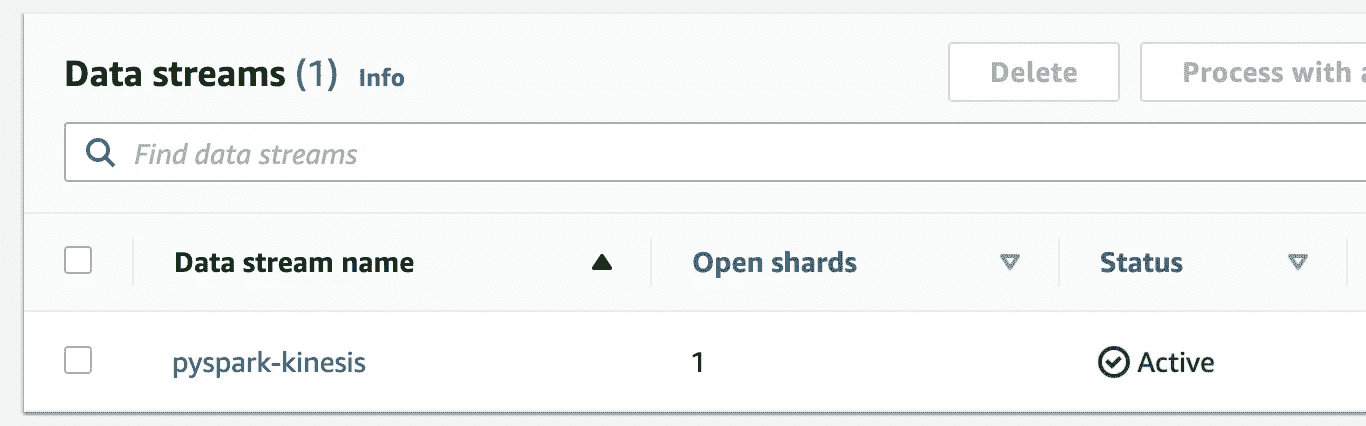 Data streams (1) Info
Delete
Process with a
Find data streams
Data stream name Open shards Status
pyspark-kinesis 1 Active